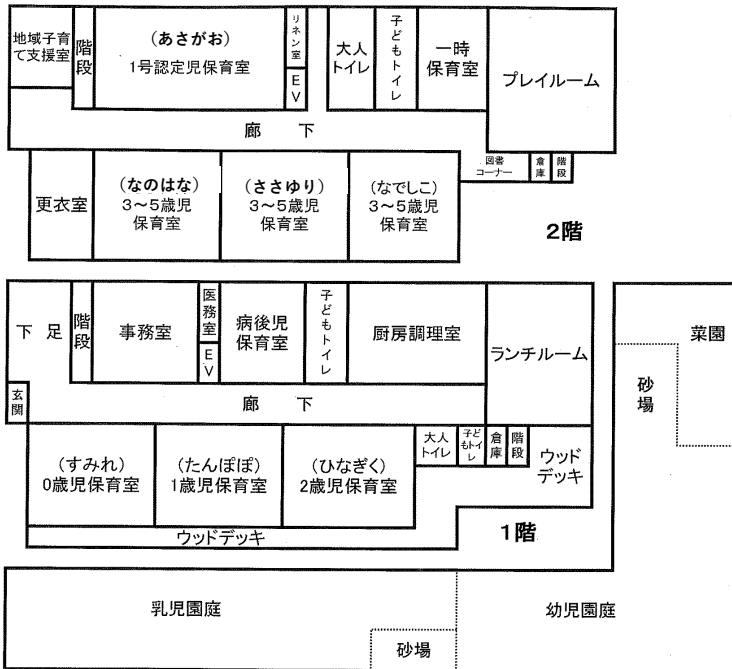 地域子育
て支援室
階段
(あさがお)
1号認定児保育室
リネン室
EV
大人
トイレ
子どもトイレ
一時
保育室
プレイルーム
廊 下
更衣室
(なのはな)
3～5歳児
保育室
(ささゆり)
3～5歳児
保育室
(なでしこ)
3～5歳児
保育室
図書
コーナー
倉庫
階段
2階
下 足
階段
事務室
医務室
EV
病後児
保育室
子どもトイレ
厨房調理室
ランチルーム
菜園
砂場
玄関
廊 下
(すみれ)
0歳児保育室
(たんぽぽ)
1歳児保育室
(ひなぎく)
2歳児保育室
大人
トイレ
子ど
もトイ
レ
倉庫
階段
ウッド
デッキ
ウッドデッキ
1階
乳児園庭
砂場
幼児園庭